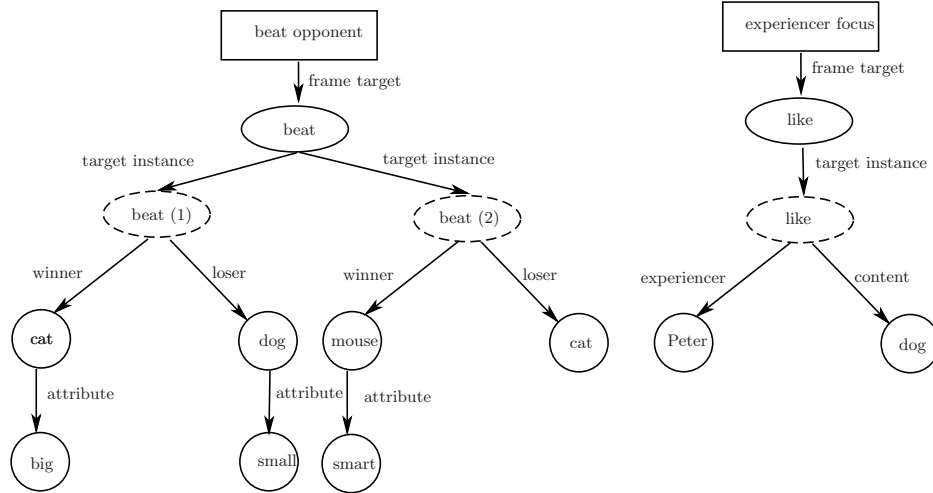 beat opponent
experiencer focus
frame target
frame target
beat
like
target instance
target instance
target instance
beat (1)
beat (2)
like
winner
loser
winner
loser
experiencer
content
cat
dog
mouse
cat
Peter
dog
attribute
attribute
attribute
big
small
smart